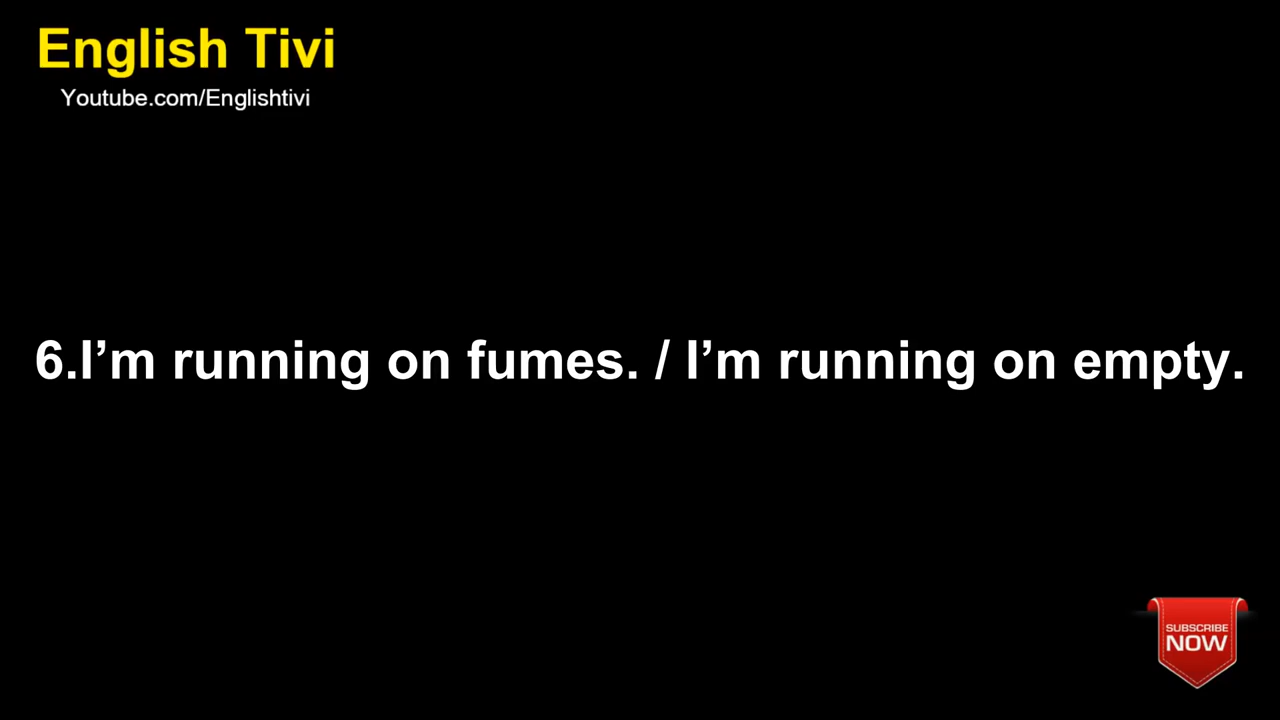 English Tivi
Youtube.com/Englishtivi
6.I’m running on fumes. / I’m running on empty.
SUBSCRIBE
NOW